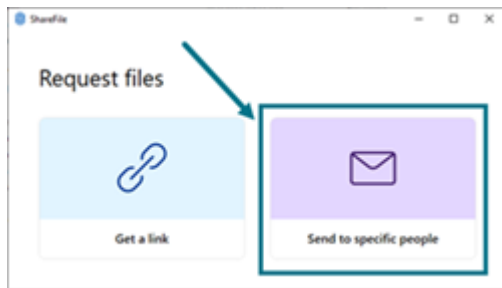 ShareFile
Request files
Get a link
Send to specific people